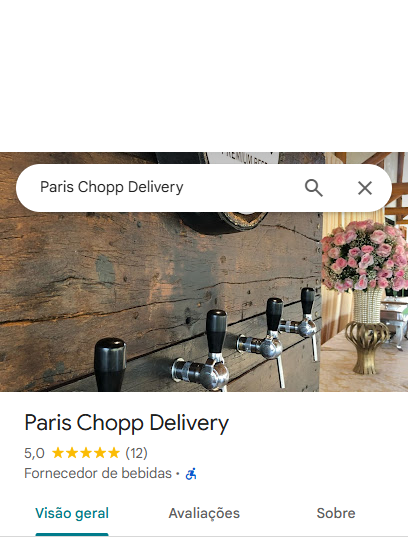 PREMIUM BEER
Paris Chopp Delivery
Paris Chopp Delivery
5,0 ★★★★★ (12)
Fornecedor de bebidas ·
Visão geral Avaliações Sobre